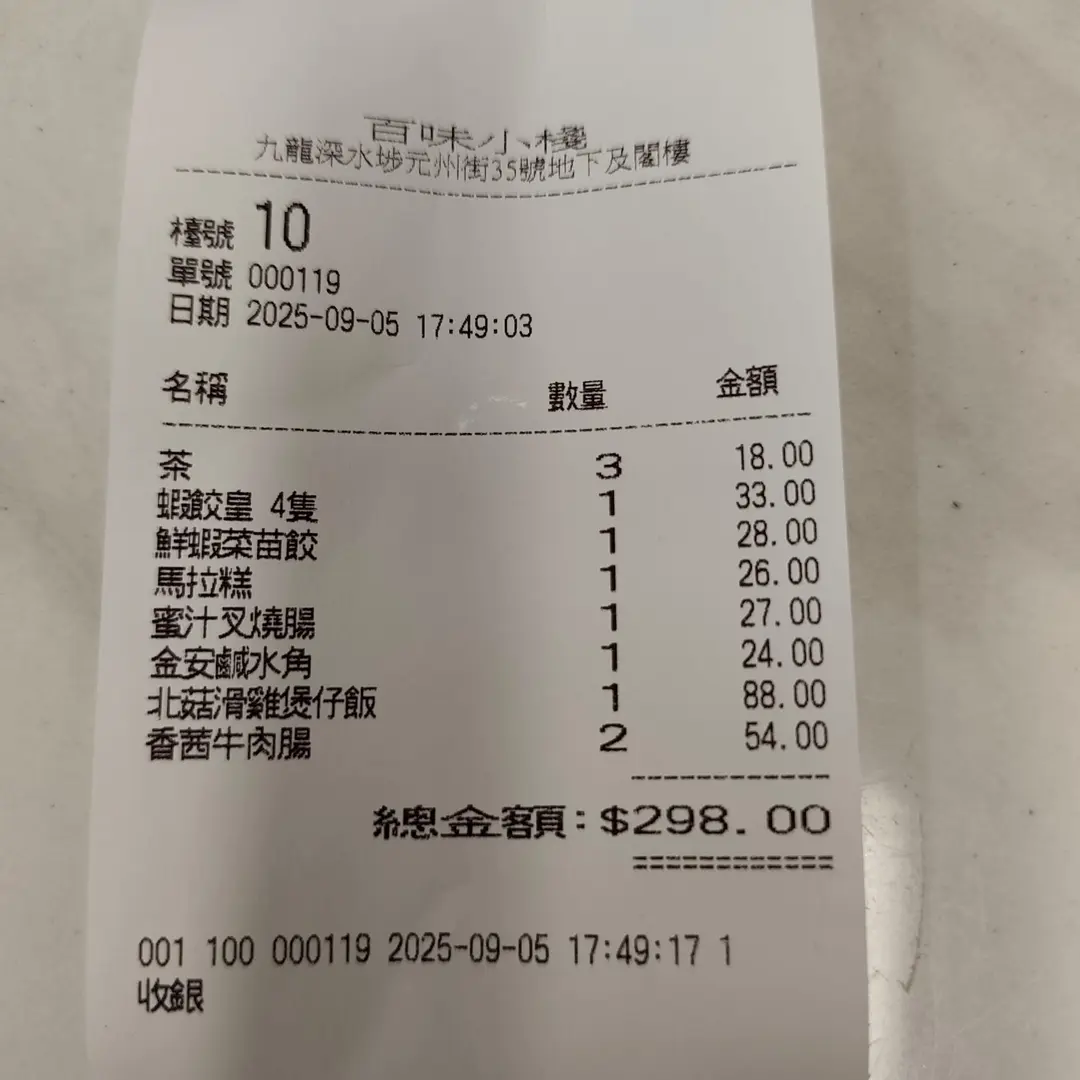 百味小棧
九龍深水埗元州街35號地下及閣樓
檯號 10
單號 000119
日期 2025-09-05 17:49:03
名稱 數量 金額
茶 3 18.00
蝦餃皇 4隻 1 33.00
鮮蝦菜苗餃 1 28.00
馬拉糕 1 26.00
蜜汁叉燒腸 1 27.00
金安鹹水角 1 24.00
北菇滑雞煲仔飯 1 88.00
香茜牛肉腸 2 54.00
總金額:$298.00
001 100 000119 2025-09-05 17:49:17 1
收銀